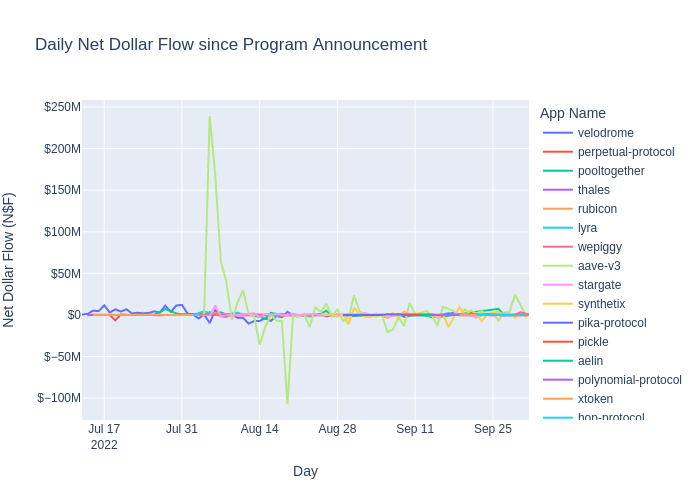 Daily Net Dollar Flow since Program Announcement
App Name
velodrome
perpetual-protocol
pooltogether
thales
rubicon
lyra
wepiggy
aave-v3
stargate
synthetix
pika-protocol
pickle
aelin
polynomial-protocol
xtoken
hop-protocol
Net Dollar Flow (N$F)
$250M
$200M
$150M
$100M
$50M
$0
$−50M
$−100M
Jul 17 Jul 31 Aug 14 Aug 28 Sep 11 Sep 25
2022
Day